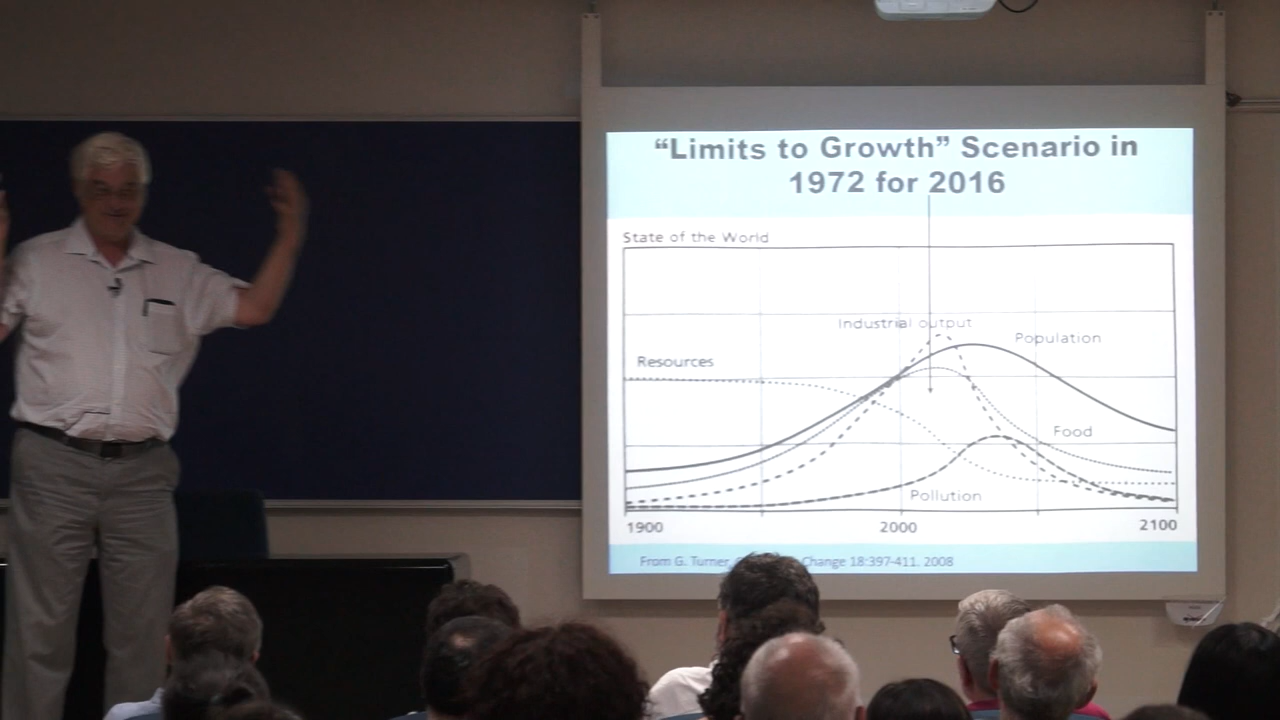 “Limits to Growth” Scenario in
1972 for 2016
State of the World
Industrial output
Population
Resources
Food
Pollution
1900
2000
2100
From G. Turner, Change 18:397-411. 2008